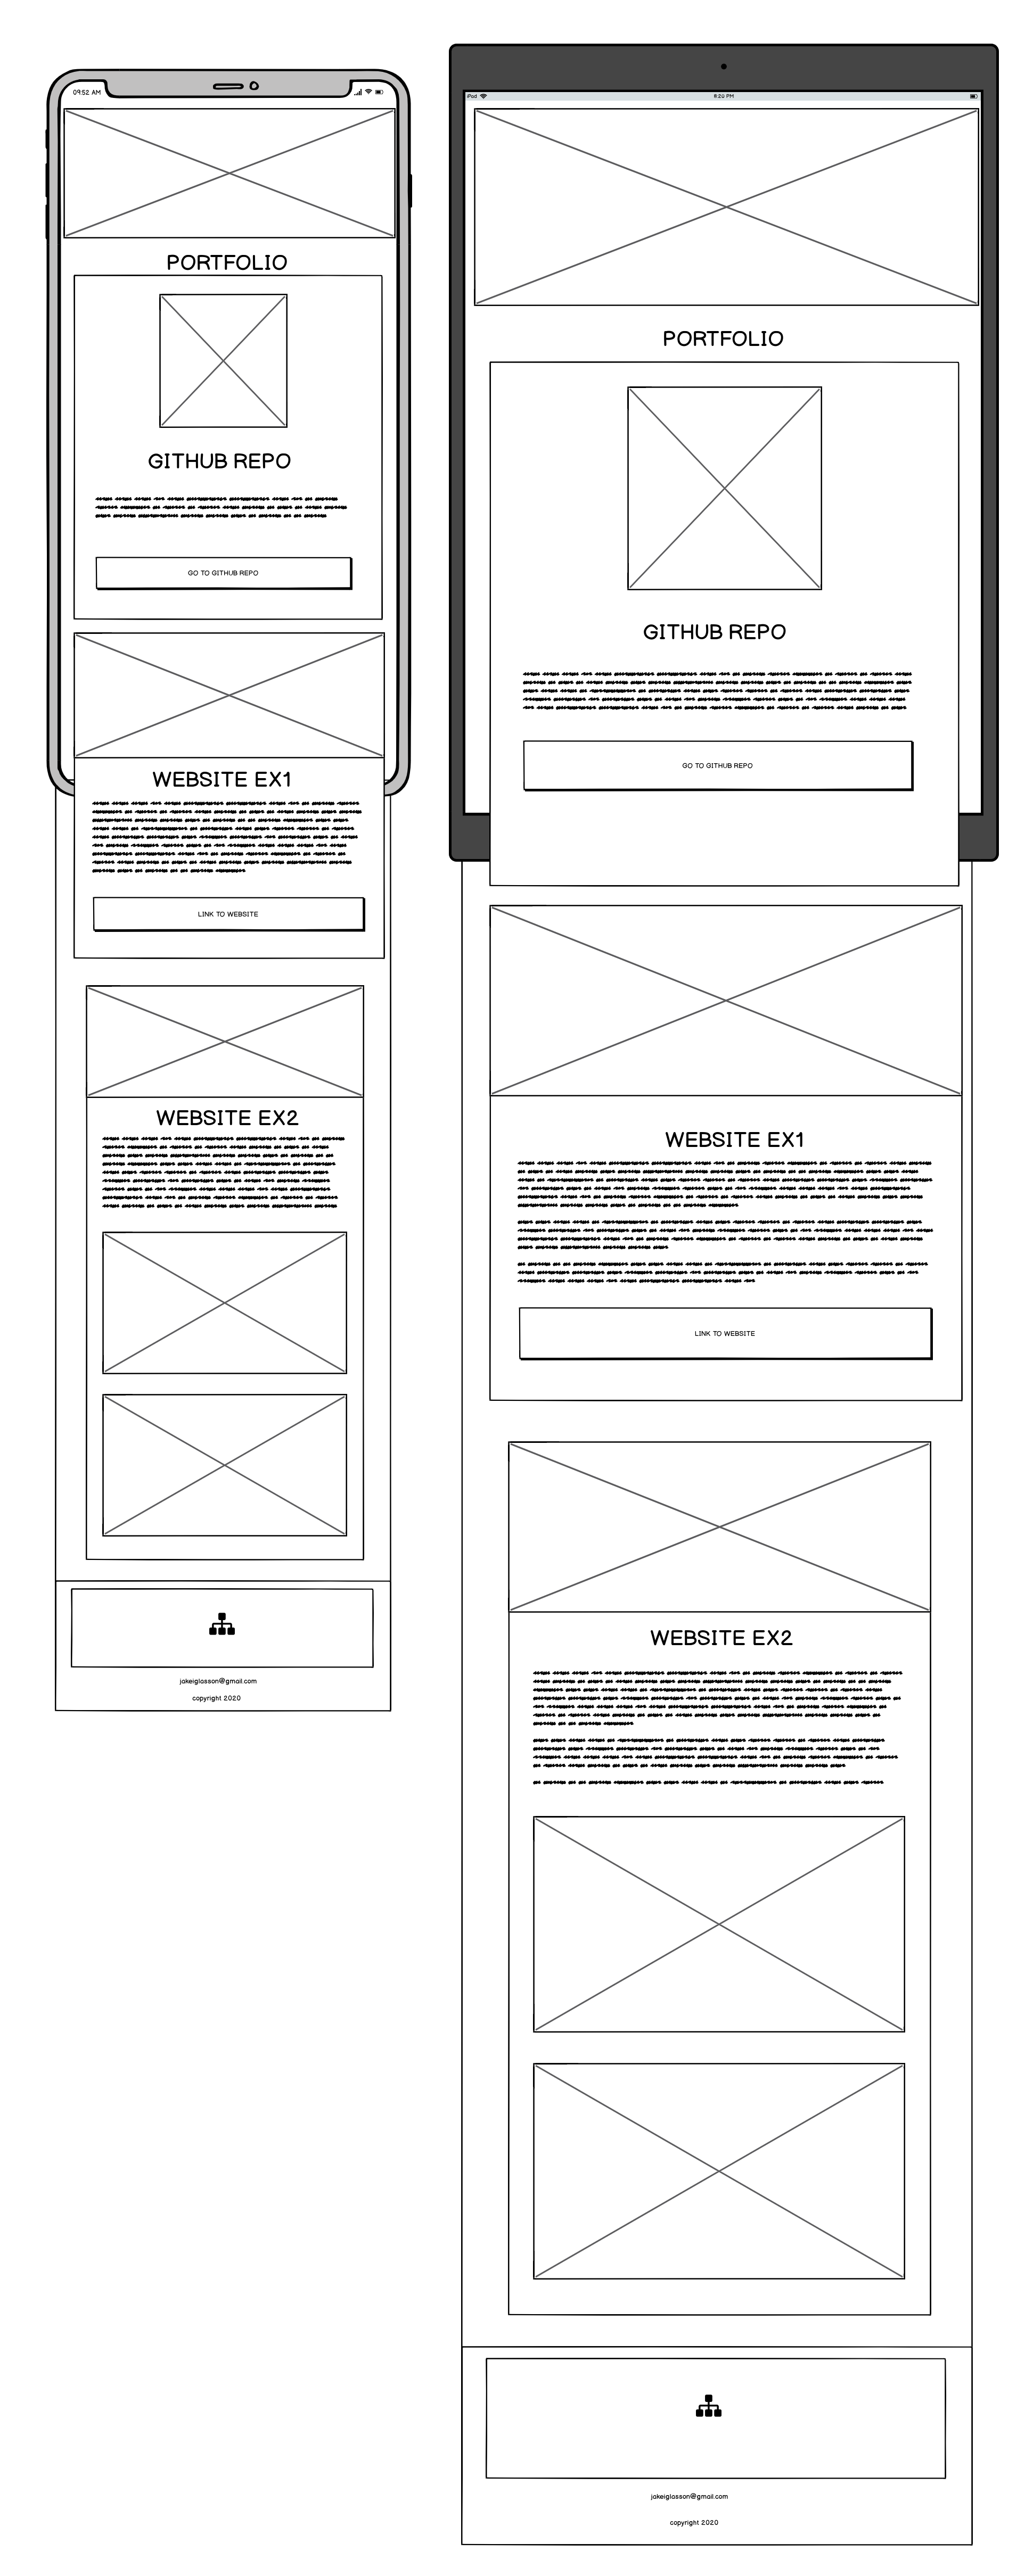 09:52 AM
PORTFOLIO
GITHUB REPO
GO TO GITHUB REPO
WEBSITE EX1
LINK TO WEBSITE
WEBSITE EX2
jakeiglasson@gmail.com
copyright 2020
iPad
8:20 PM
PORTFOLIO
GITHUB REPO
GO TO GITHUB REPO
WEBSITE EX1
LINK TO WEBSITE
WEBSITE EX2
jakeiglasson@gmail.com
copyright 2020